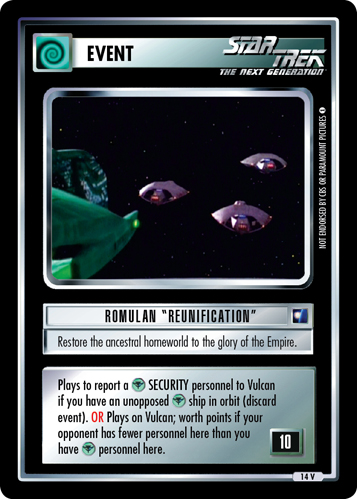 EVENT
STAR TREK
THE NEXT GENERATION
NOT ENDORSED BY CBS OR PARAMOUNT PICTURES
ROMULAN "REUNIFICATION"
Restore the ancestral homeworld to the glory of the Empire.
Plays to report a SECURITY personnel to Vulcan
if you have an unopposed ship in orbit (discard
event). OR Plays on Vulcan; worth points if your
opponent has fewer personnel here than you
have personnel here.
10
14 V